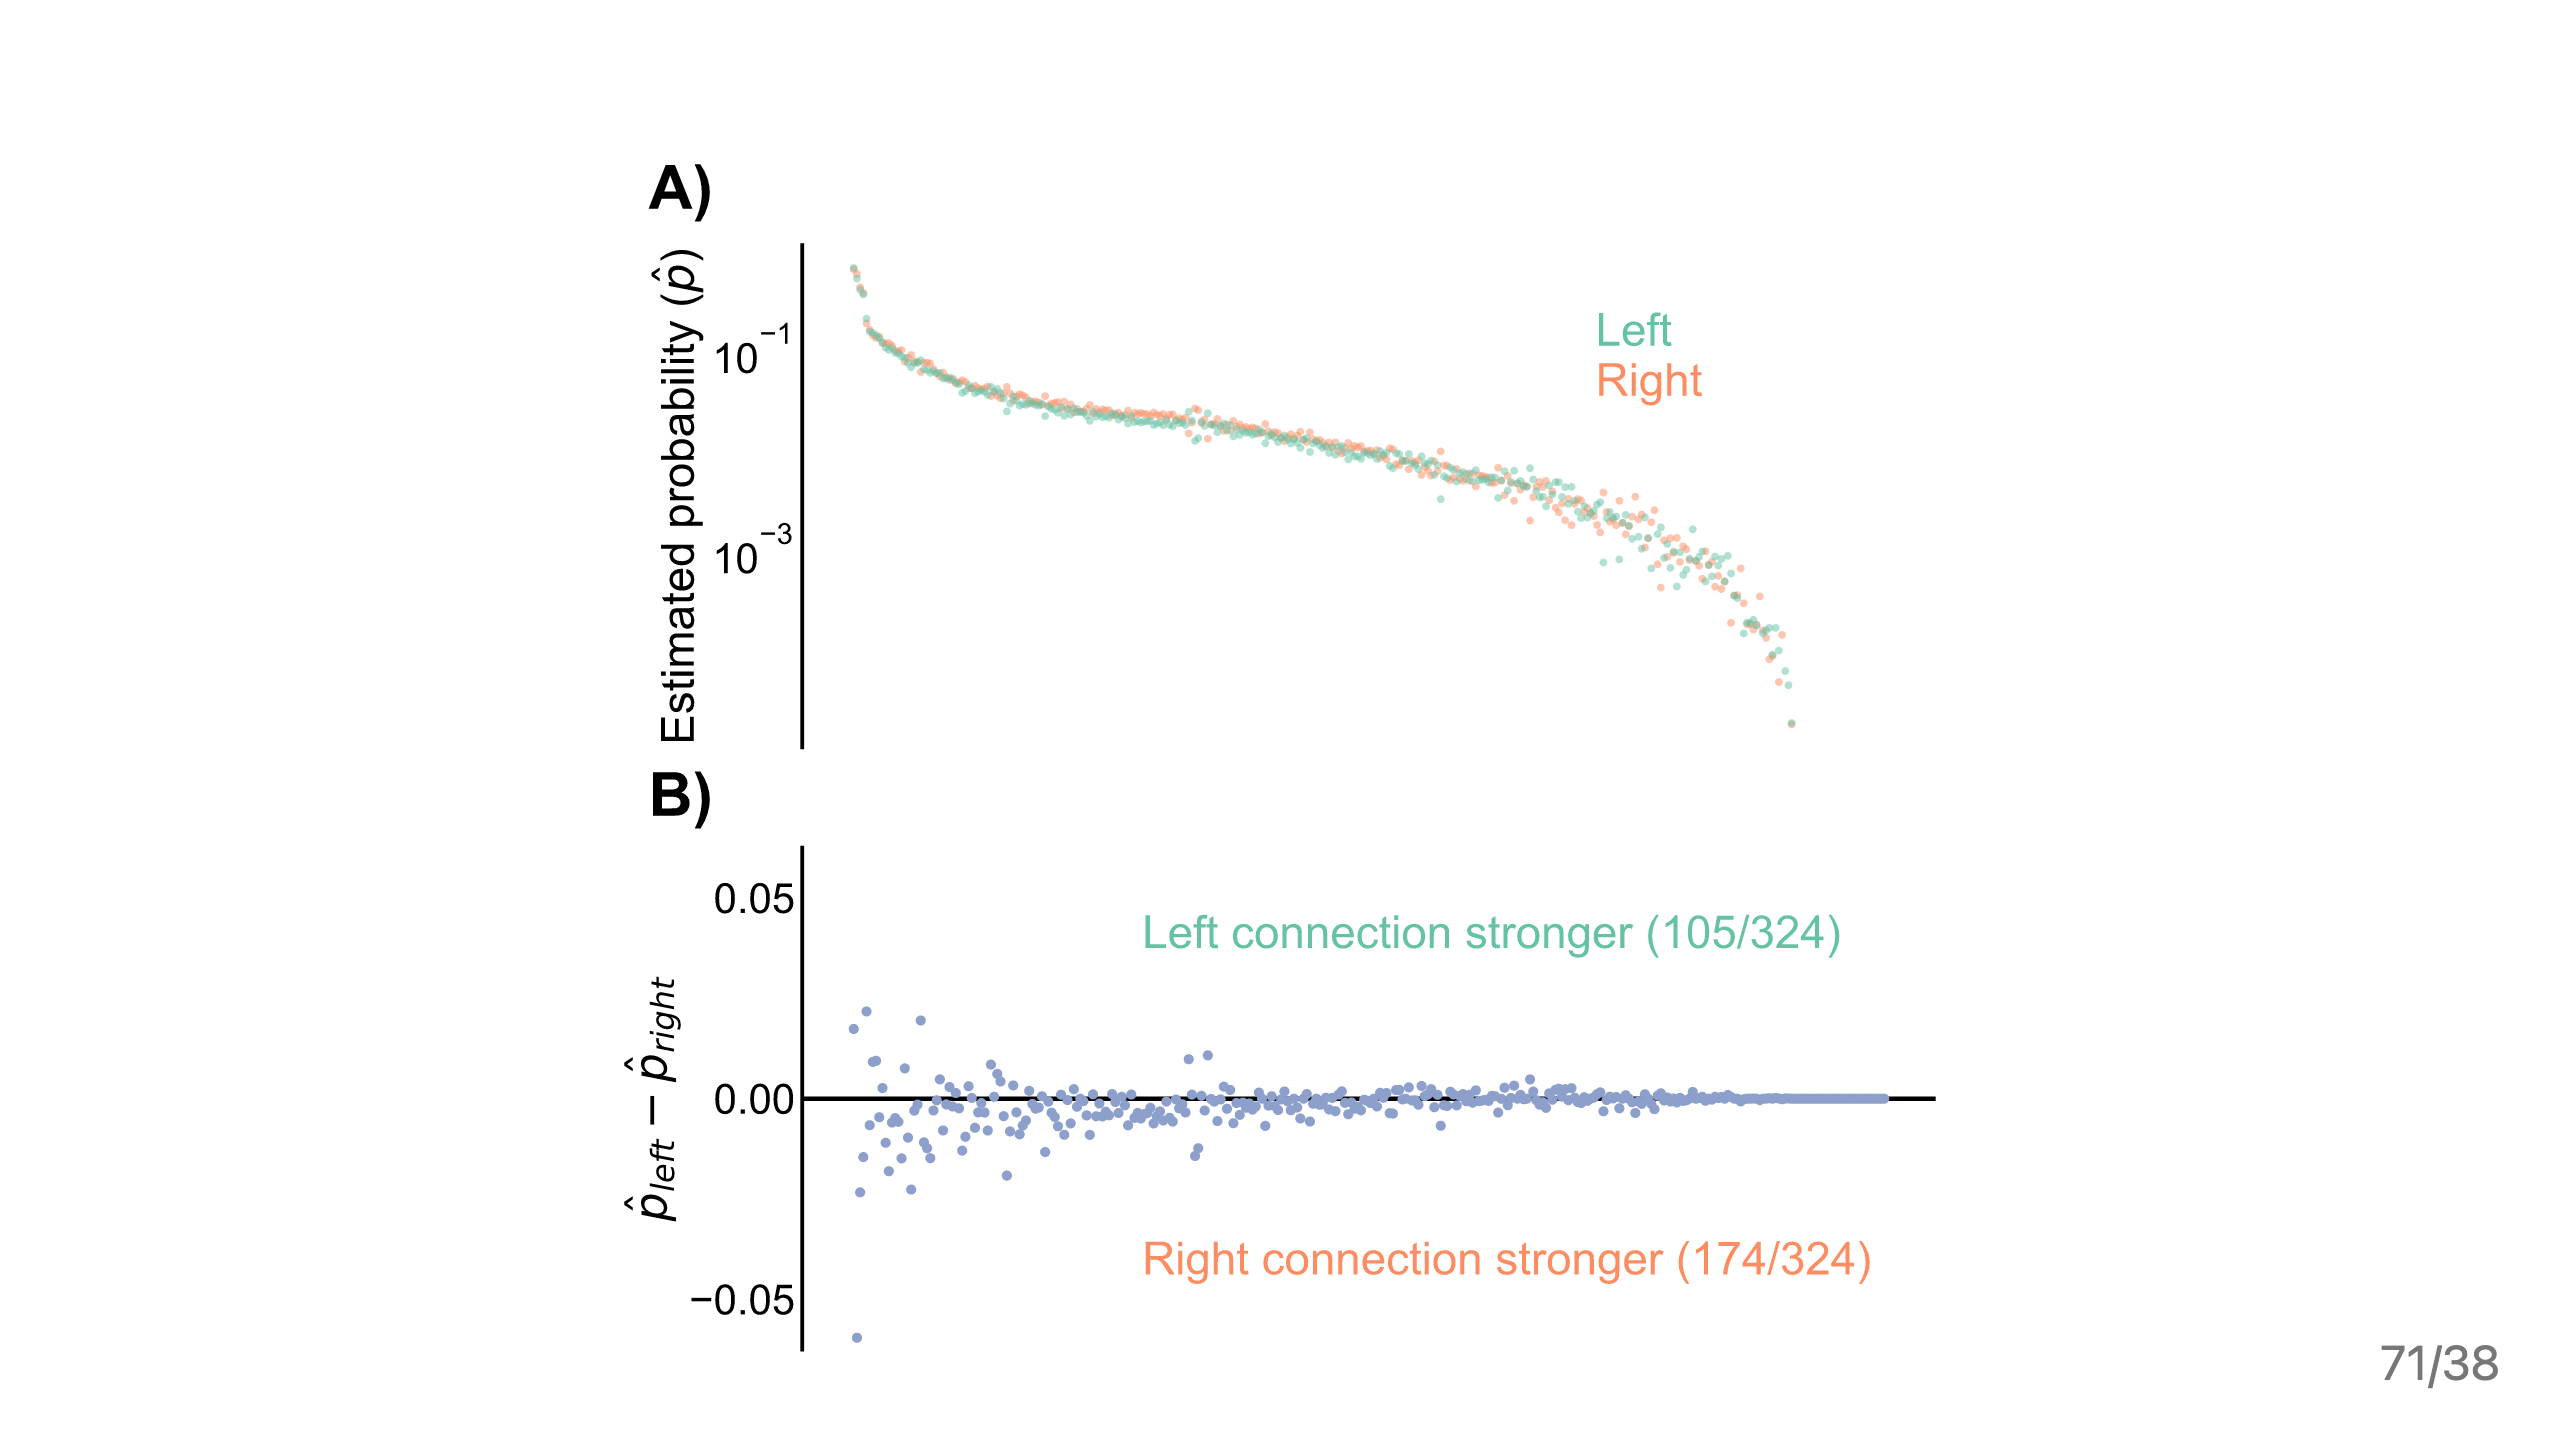 A)
Estimated probability (p̂)
10⁻¹
10⁻³
Left
Right
B)
p̂left − p̂right
0.05
0.00
−0.05
Left connection stronger (105/324)
Right connection stronger (174/324)
71/38